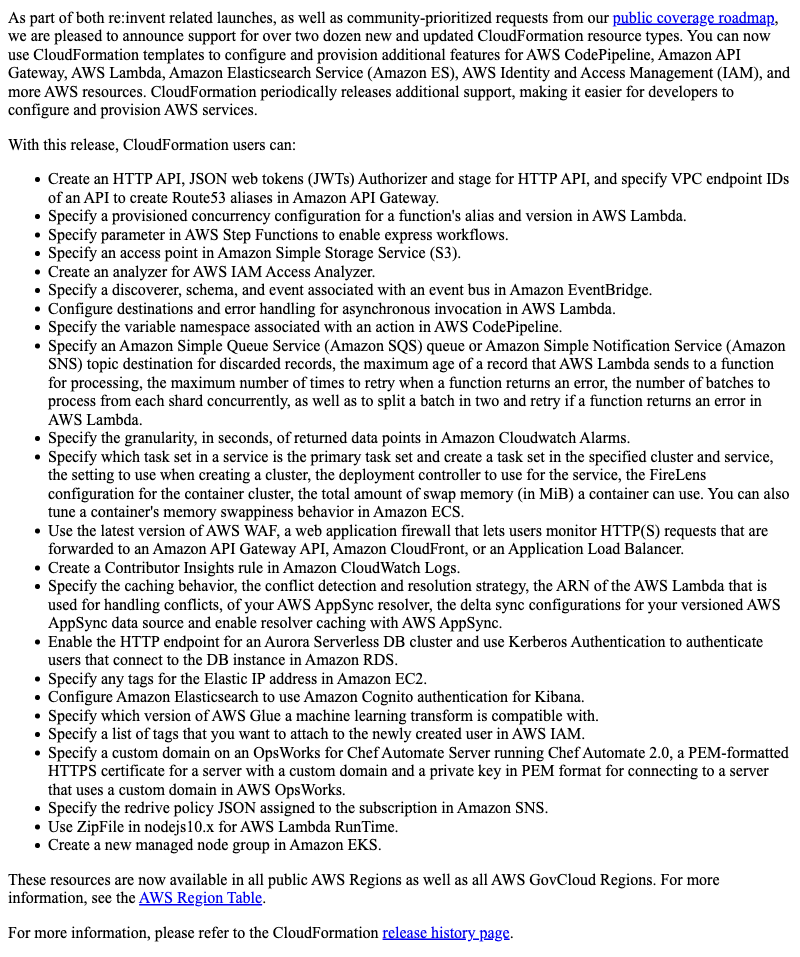 As part of both re:invent related launches, as well as community-prioritized requests from our public coverage roadmap,
we are pleased to announce support for over two dozen new and updated CloudFormation resource types. You can now
use CloudFormation templates to configure and provision additional features for AWS CodePipeline, Amazon API
Gateway, AWS Lambda, Amazon Elasticsearch Service (Amazon ES), AWS Identity and Access Management (IAM), and
more AWS resources. CloudFormation periodically releases additional support, making it easier for developers to
configure and provision AWS services.
With this release, CloudFormation users can:
• Create an HTTP API, JSON web tokens (JWTs) Authorizer and stage for HTTP API, and specify VPC endpoint IDs
of an API to create Route53 aliases in Amazon API Gateway.
• Specify a provisioned concurrency configuration for a function's alias and version in AWS Lambda.
• Specify parameter in AWS Step Functions to enable express workflows.
• Specify an access point in Amazon Simple Storage Service (S3).
• Create an analyzer for AWS IAM Access Analyzer.
• Specify a discoverer, schema, and event associated with an event bus in Amazon EventBridge.
• Configure destinations and error handling for asynchronous invocation in AWS Lambda.
• Specify the variable namespace associated with an action in AWS CodePipeline.
• Specify an Amazon Simple Queue Service (Amazon SQS) queue or Amazon Simple Notification Service (Amazon
SNS) topic destination for discarded records, the maximum age of a record that AWS Lambda sends to a function
for processing, the maximum number of times to retry when a function returns an error, the number of batches to
process from each shard concurrently, as well as to split a batch in two and retry if a function returns an error in
AWS Lambda.
• Specify the granularity, in seconds, of returned data points in Amazon Cloudwatch Alarms.
• Specify which task set in a service is the primary task set and create a task set in the specified cluster and service,
the setting to use when creating a cluster, the deployment controller to use for the service, the FireLens
configuration for the container cluster, the total amount of swap memory (in MiB) a container can use. You can also
tune a container's memory swappiness behavior in Amazon ECS.
• Use the latest version of AWS WAF, a web application firewall that lets users monitor HTTP(S) requests that are
forwarded to an Amazon API Gateway API, Amazon CloudFront, or an Application Load Balancer.
• Create a Contributor Insights rule in Amazon CloudWatch Logs.
• Specify the caching behavior, the conflict detection and resolution strategy, the ARN of the AWS Lambda that is
used for handling conflicts, of your AWS AppSync resolver, the delta sync configurations for your versioned AWS
AppSync data source and enable resolver caching with AWS AppSync.
• Enable the HTTP endpoint for an Aurora Serverless DB cluster and use Kerberos Authentication to authenticate
users that connect to the DB instance in Amazon RDS.
• Specify any tags for the Elastic IP address in Amazon EC2.
• Configure Amazon Elasticsearch to use Amazon Cognito authentication for Kibana.
• Specify which version of AWS Glue a machine learning transform is compatible with.
• Specify a list of tags that you want to attach to the newly created user in AWS IAM.
• Specify a custom domain on an OpsWorks for Chef Automate Server running Chef Automate 2.0, a PEM-formatted
HTTPS certificate for a server with a custom domain and a private key in PEM format for connecting to a server
that uses a custom domain in AWS OpsWorks.
• Specify the redrive policy JSON assigned to the subscription in Amazon SNS.
• Use ZipFile in nodejs10.x for AWS Lambda RunTime.
• Create a new managed node group in Amazon EKS.
These resources are now available in all public AWS Regions as well as all AWS GovCloud Regions. For more
information, see the AWS Region Table.
For more information, please refer to the CloudFormation release history page.